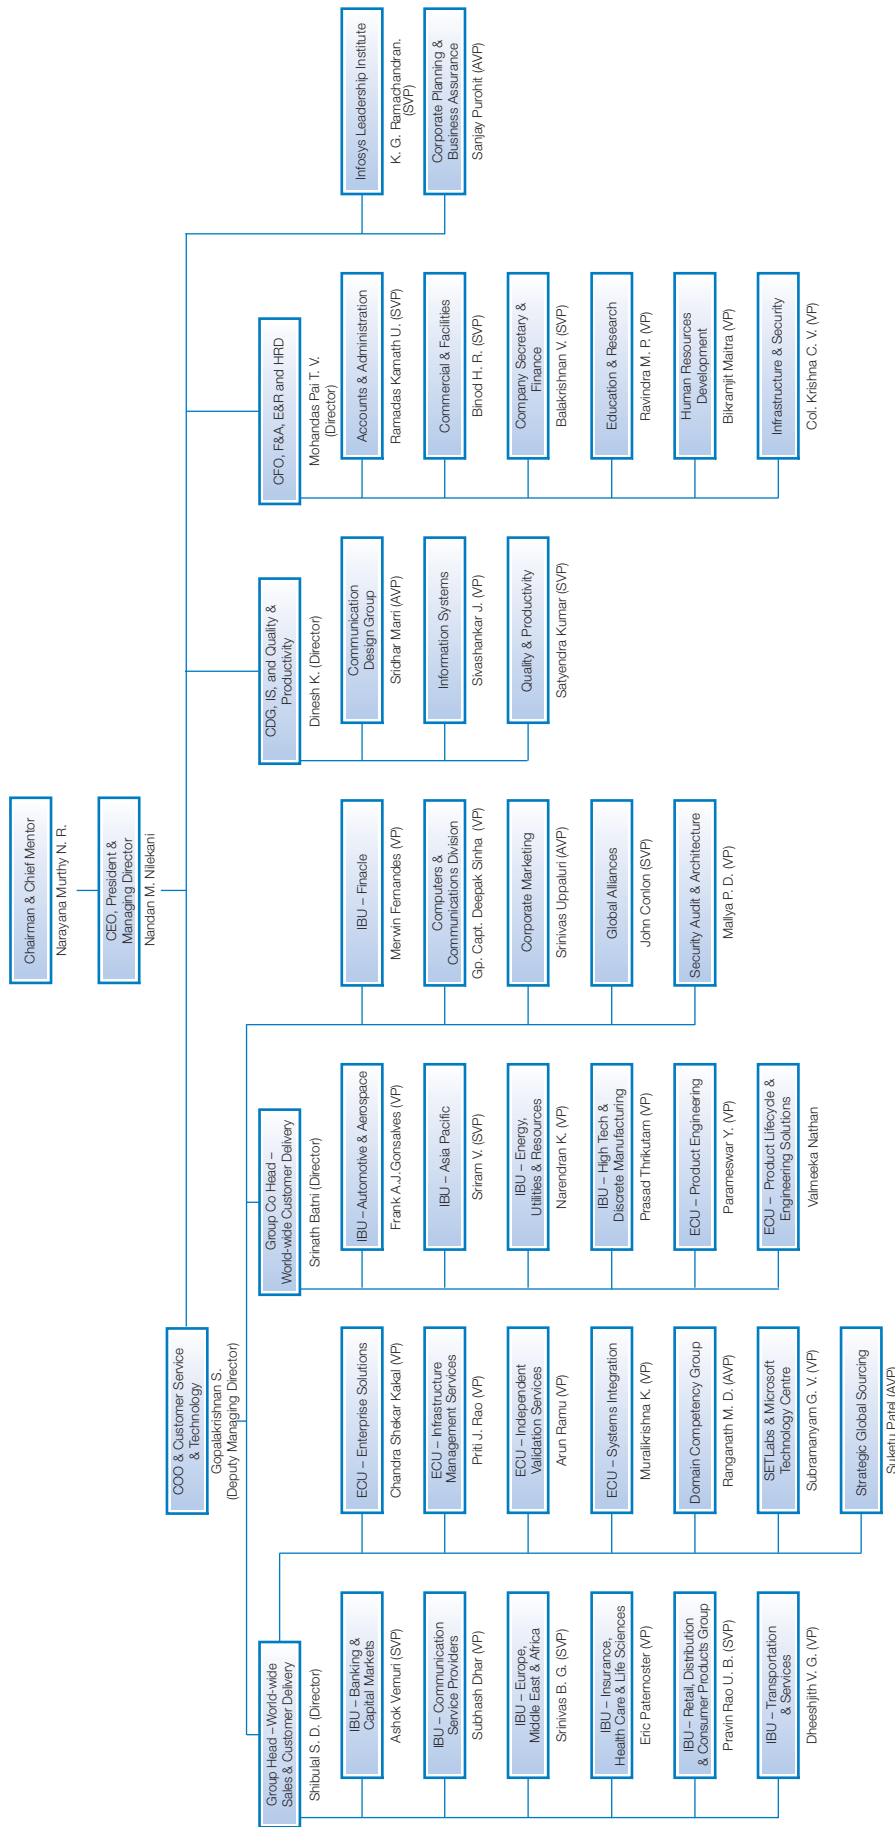 Chairman & Chief Mentor
Narayana Murthy N. R.
CEO, President &
Managing Director
Nandan M. Nilekani
COO & Customer Service
& Technology
Gopalakrishnan S.
(Deputy Managing Director)
Group Head – World-wide
Sales & Customer Delivery
Shibulal S. D. (Director)
IBU – Banking &
Capital Markets
Ashok Vemuri (SVP)
IBU – Communication
Service Providers
Subhash Dhar (VP)
IBU – Europe,
Middle East & Africa
Srinivas B. G. (SVP)
IBU – Insurance,
Health Care & Life Sciences
Eric Paternoster (VP)
IBU – Retail, Distribution
& Consumer Products Group
Pravin Rao U. B. (SVP)
IBU – Transportation
& Services
Dheeshjith V. G. (VP)
ECU – Enterprise Solutions
Chandra Shekar Kakal (VP)
ECU – Infrastructure
Management Services
Priti J. Rao (VP)
ECU – Independent
Validation Services
Arun Ramu (VP)
ECU – Systems Integration
Muralikrishna K. (VP)
Domain Competency Group
Ranganath M. D. (AVP)
SETLabs & Microsoft
Technology Centre
Subramanyam G. V. (VP)
Strategic Global Sourcing
Suketu Patel (AVP)
Group Co Head –
World-wide Customer Delivery
Srinath Batni (Director)
IBU – Automotive & Aerospace
Frank A.J.Gonsalves (VP)
IBU – Asia Pacific
Sriram V. (SVP)
IBU – Energy,
Utilities & Resources
Narendran K. (VP)
IBU – High Tech &
Discrete Manufacturing
Prasad Thrikutam (VP)
ECU – Product Engineering
Parameswar Y. (VP)
ECU – Product Lifecycle &
Engineering Solutions
Valmeeka Nathan
IBU – Finacle
Merwin Fernandes (VP)
Computers &
Communications Division
Gp. Capt. Deepak Sinha (VP)
Corporate Marketing
Srinivas Uppaluri (AVP)
Global Alliances
John Conlon (SVP)
Security Audit & Architecture
Mallya P. D. (VP)
CDG, IS, and Quality &
Productivity
Dinesh K. (Director)
Communication
Design Group
Sridhar Marri (AVP)
Information Systems
Sivashankar J. (VP)
Quality & Productivity
Satyendra Kumar (SVP)
CFO, F&A, E&R and HRD
Mohandas Pai T. V.
(Director)
Accounts & Administration
Ramadas Kamath U. (SVP)
Commercial & Facilities
Binod H. R. (SVP)
Company Secretary &
Finance
Balakrishnan V. (SVP)
Education & Research
Ravindra M. P. (VP)
Human Resources
Development
Bikramjit Maitra (VP)
Infrastructure & Security
Col. Krishna C. V. (VP)
Infosys Leadership Institute
K. G. Ramachandran.
(SVP)
Corporate Planning &
Business Assurance
Sanjay Purohit (AVP)